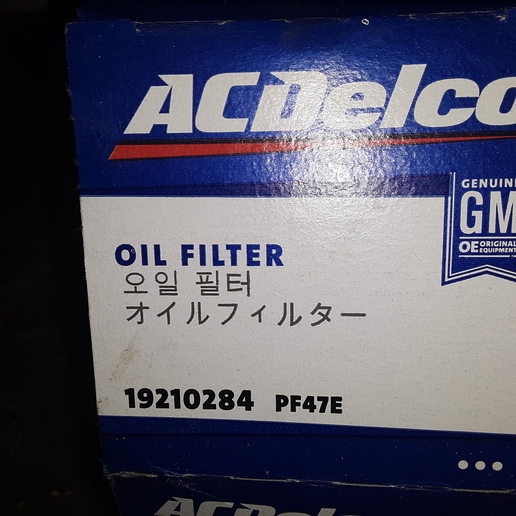 ACDelco
GENUINE
GM
OE ORIGINAL EQUIPMENT
OIL FILTER
오일 필터
オイルフィルター
19210284 PF47E
ACDelco